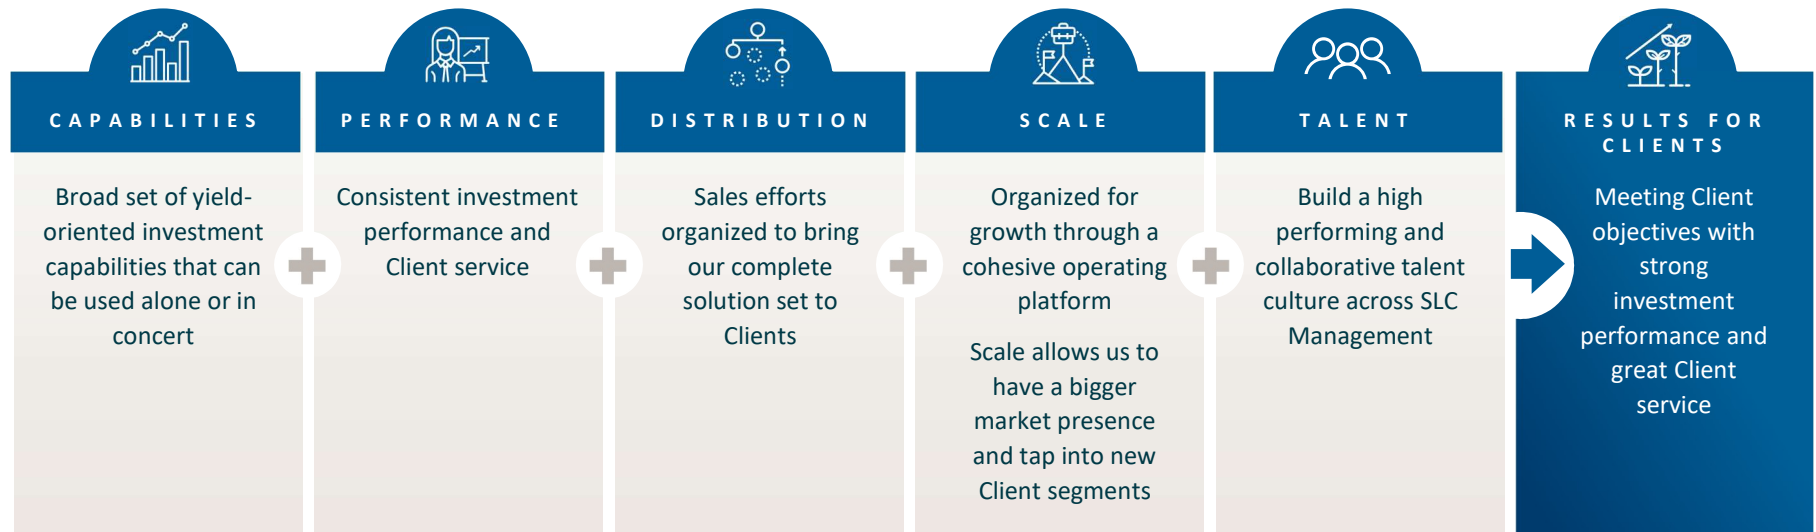 CAPABILITIES
Broad set of yield-
oriented investment
capabilities that can
be used alone or in
concert
PERFORMANCE
Consistent investment
performance and
Client service
DISTRIBUTION
Sales efforts
organized to bring
our complete
solution set to
Clients
SCALE
Organized for
growth through a
cohesive operating
platform
Scale allows us to
have a bigger
market presence
and tap into new
Client segments
TALENT
Build a high
performing and
collaborative talent
culture across SLC
Management
RESULTS FOR
CLIENTS
Meeting Client
objectives with
strong
investment
performance and
great Client
service